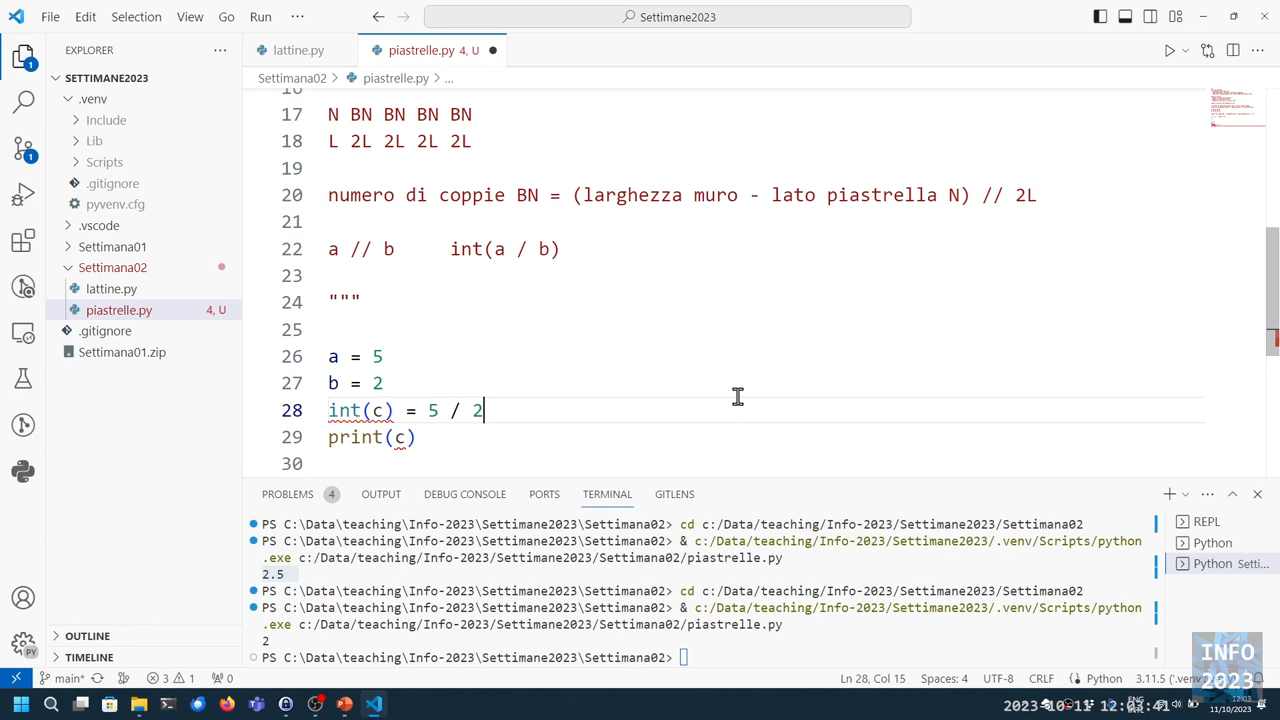 File Edit Selection View Go Run ··· Settimane2023
EXPLORER ···
SETTIMANE2023
.venv
Include
Lib
Scripts
.gitignore
pyvenv.cfg
.vscode
Settimana01
Settimana02
lattine.py
piastrelle.py 4, U
.gitignore
Settimana01.zip
OUTLINE
TIMELINE
lattine.py piastrelle.py 4, U
Settimana02 > piastrelle.py > ...
16
17 N BN BN BN BN
18 L 2L 2L 2L 2L
19
20 numero di coppie BN = (larghezza muro - lato piastrella N) // 2L
21
22 a // b int(a / b)
23
24 """
25
26 a = 5
27 b = 2
28 int(c) = 5 / 2
29 print(c)
30
PROBLEMS 4 OUTPUT DEBUG CONSOLE PORTS TERMINAL GITLENS
PS C:\Data\teaching\Info-2023\Settimane2023\Settimana02> cd c:/Data/teaching/Info-2023/Settimane2023/Settimana02
PS C:\Data\teaching\Info-2023\Settimane2023\Settimana02> & c:/Data/teaching/Info-2023/Settimane2023/.venv/Scripts/python
.exe c:/Data/teaching/Info-2023/Settimane2023/Settimana02/piastrelle.py
2.5
PS C:\Data\teaching\Info-2023\Settimane2023\Settimana02> cd c:/Data/teaching/Info-2023/Settimane2023/Settimana02
PS C:\Data\teaching\Info-2023\Settimane2023\Settimana02> & c:/Data/teaching/Info-2023/Settimane2023/.venv/Scripts/python
.exe c:/Data/teaching/Info-2023/Settimane2023/Settimana02/piastrelle.py
2
PS C:\Data\teaching\Info-2023\Settimane2023\Settimana02>
REPL
Python
Python Setti...
INFO
2023
main* 3 1 0 Ln 28, Col 15 Spaces: 4 UTF-8 CRLF Python 3.11.5 ('.venv'
ENG 12:03
11/10/2023